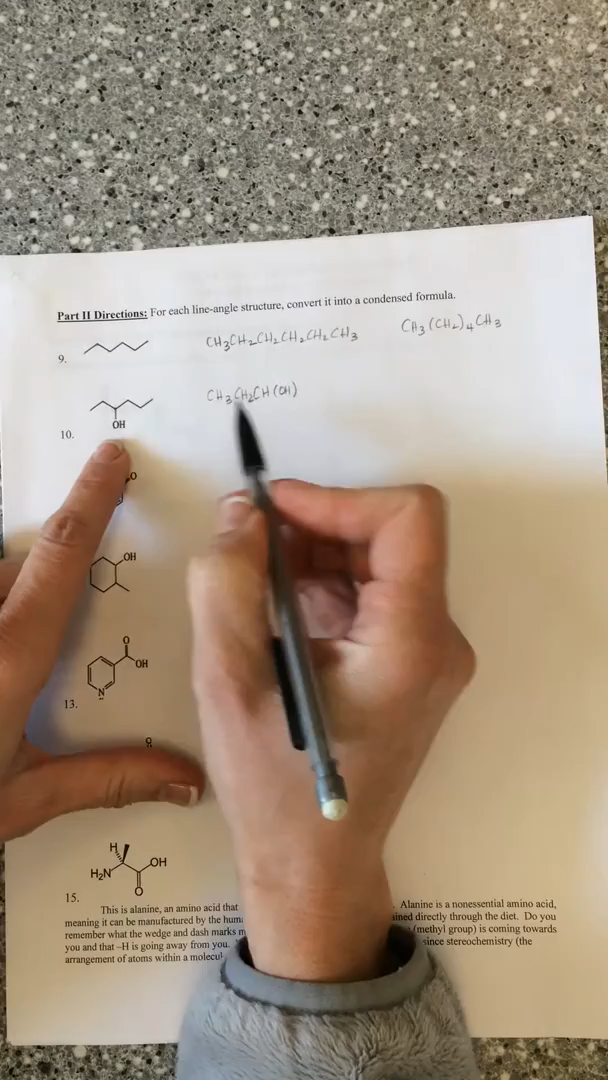 Part II Directions: For each line-angle structure, convert it into a condensed formula.
9. CH3CH2CH2CH2CH2CH3 CH3(CH2)4CH3
10. OH CH3CH2CH(OH)
O
OH
O
OH
N
13.
O
H
OH
H2N
O
15.
This is alanine, an amino acid that . Alanine is a nonessential amino acid,
meaning it can be manufactured by the directly through the diet. Do you
remember what the wedge and dash marks (methyl group) is coming towards
you and that –H is going away from you. since stereochemistry (the
arrangement of atoms within a